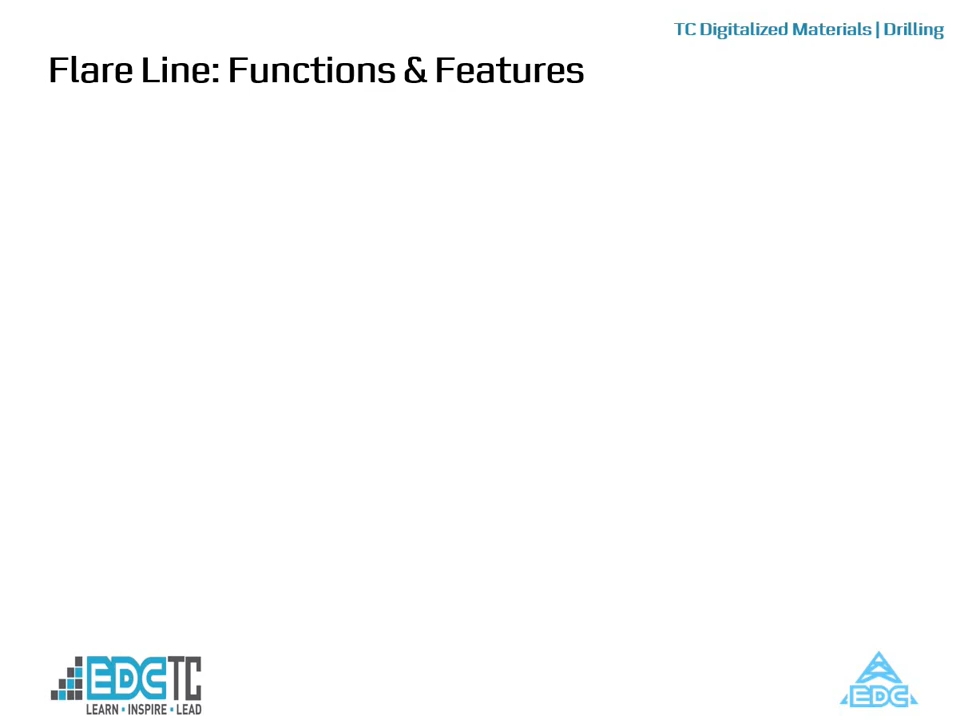 TC Digitalized Materials | Drilling
Flare Line: Functions & Features
EDCTC
LEARN • INSPIRE • LEAD
EDC